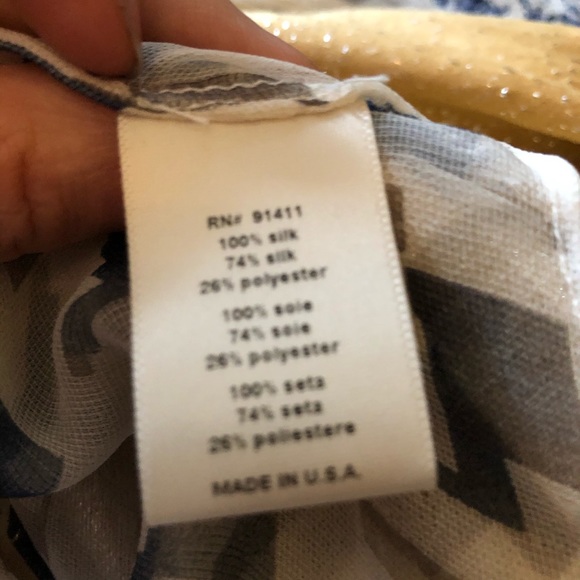 RN# 91411
100% silk
74% silk
26% polyester
100% soie
74% soie
26% polyester
100% seta
74% seta
26% poliestere
MADE IN U.S.A.